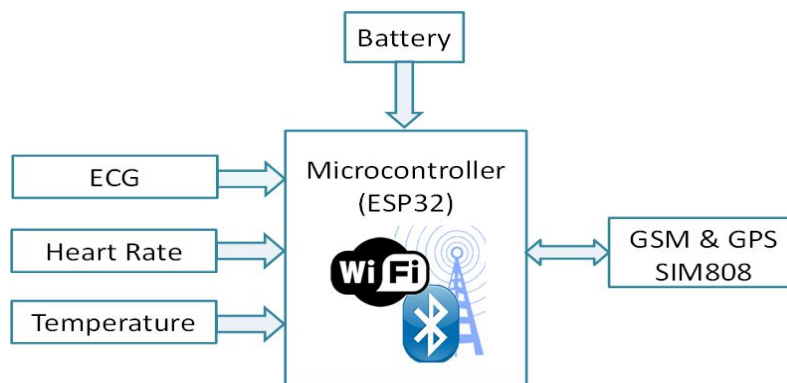 Battery
Microcontroller
(ESP32)
ECG
Heart Rate
Temperature
WiFi
GSM & GPS
SIM808